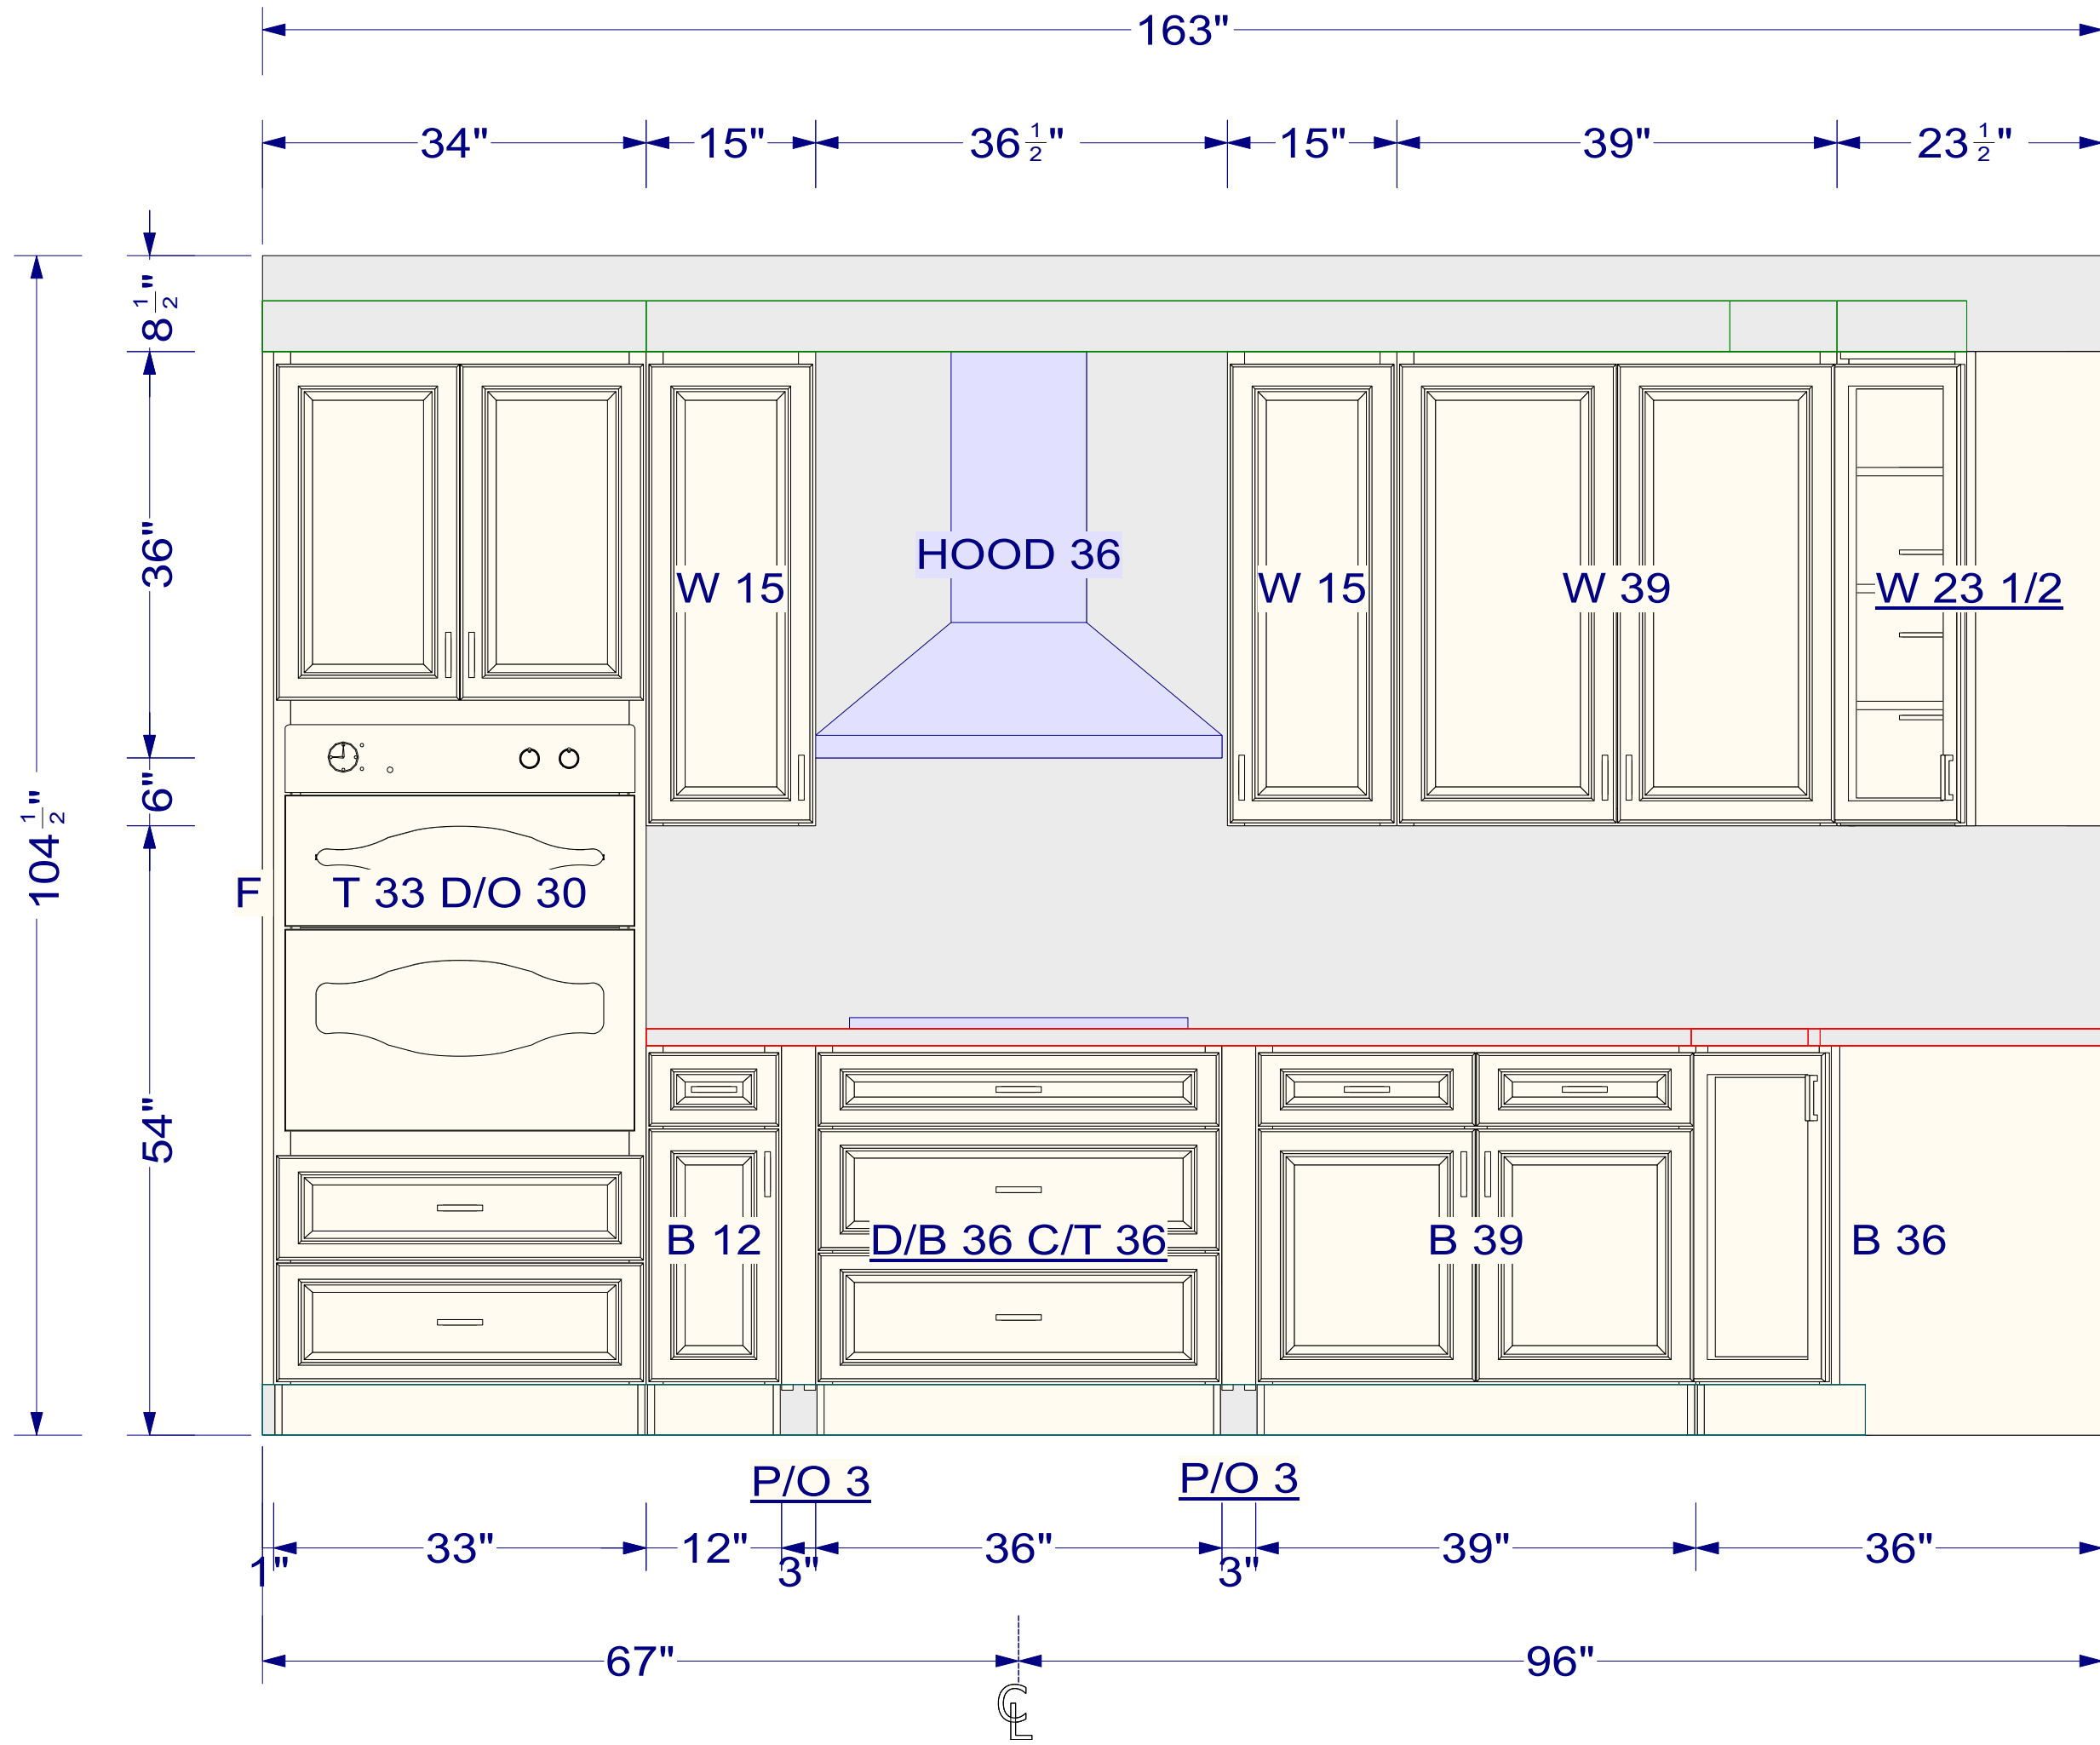 163"
34" 15" 36 1/2" 15" 39" 23 1/2"
8 1/2"
36"
6"
54"
104 1/2"
HOOD 36
W 15
W 15
W 39
W 23 1/2
F
T 33 D/O 30
B 12
D/B 36 C/T 36
B 39
B 36
P/O 3
P/O 3
1" 33" 12" 3" 36" 3" 39" 36"
67" 96"
CL